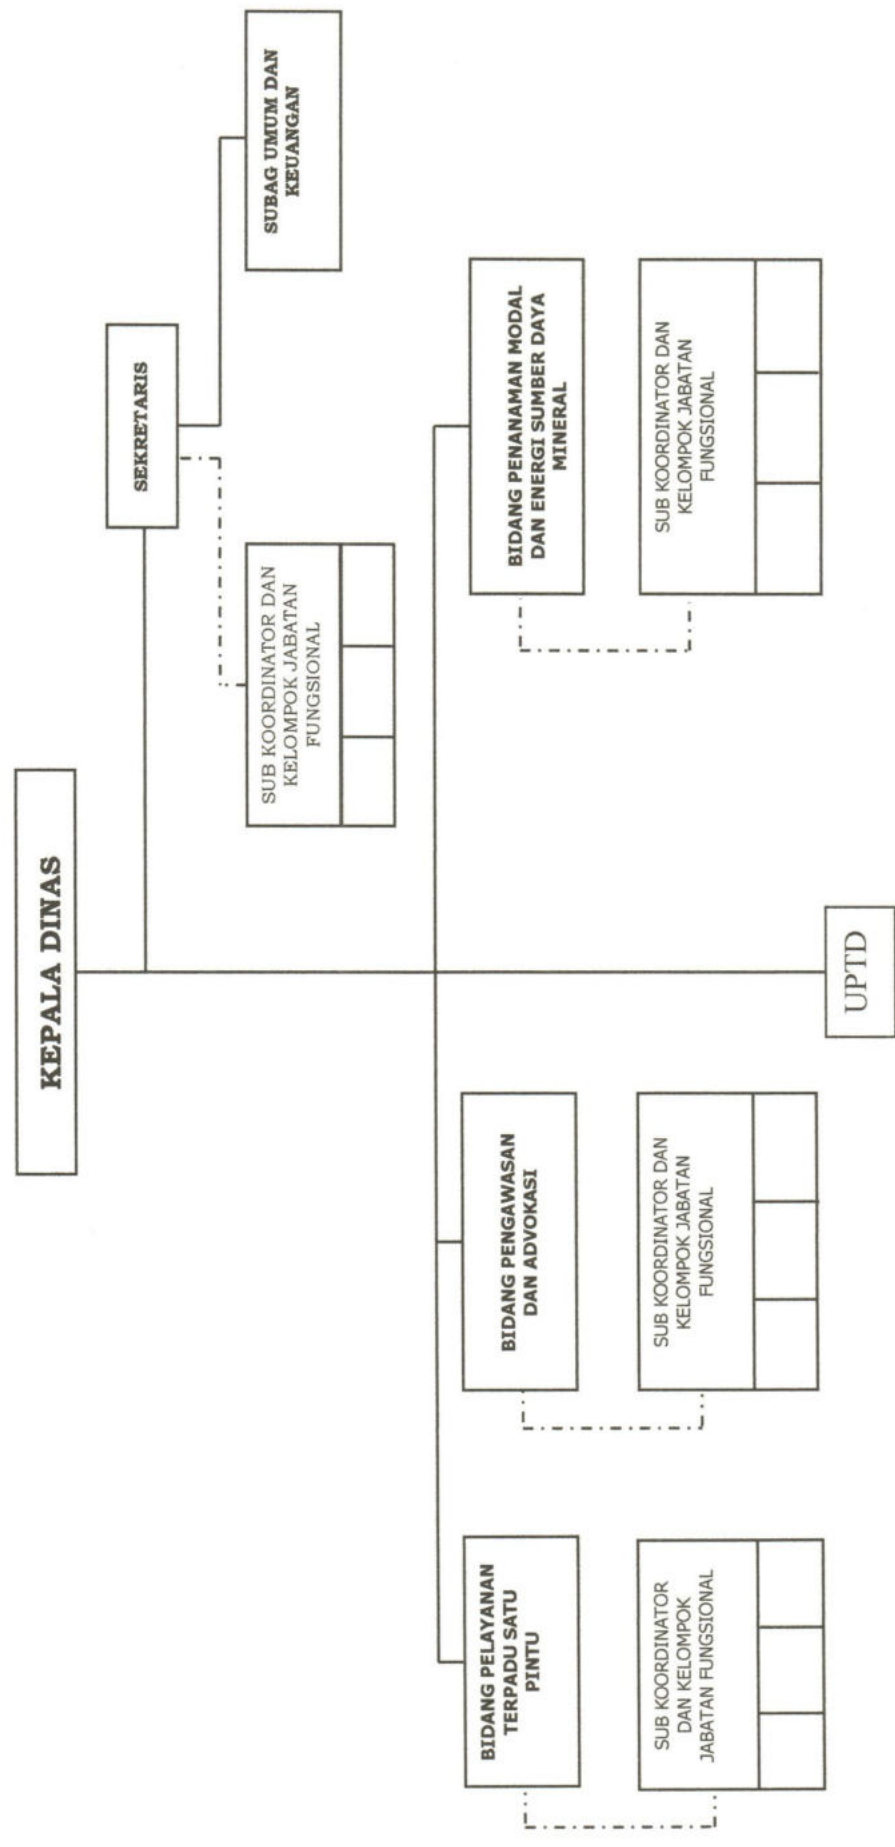 KEPALA DINAS
SEKRETARIS
SUB KOORDINATOR DAN
KELOMPOK JABATAN
FUNGSIONAL
SUBAG UMUM DAN
KEUANGAN
BIDANG PELAYANAN
TERPADU SATU
PINTU
BIDANG PENGAWASAN
DAN ADVOKASI
BIDANG PENANAMAN MODAL
DAN ENERGI SUMBER DAYA
MINERAL
SUB KOORDINATOR
DAN KELOMPOK
JABATAN FUNGSIONAL
SUB KOORDINATOR DAN
KELOMPOK JABATAN
FUNGSIONAL
SUB KOORDINATOR DAN
KELOMPOK JABATAN
FUNGSIONAL
UPTD